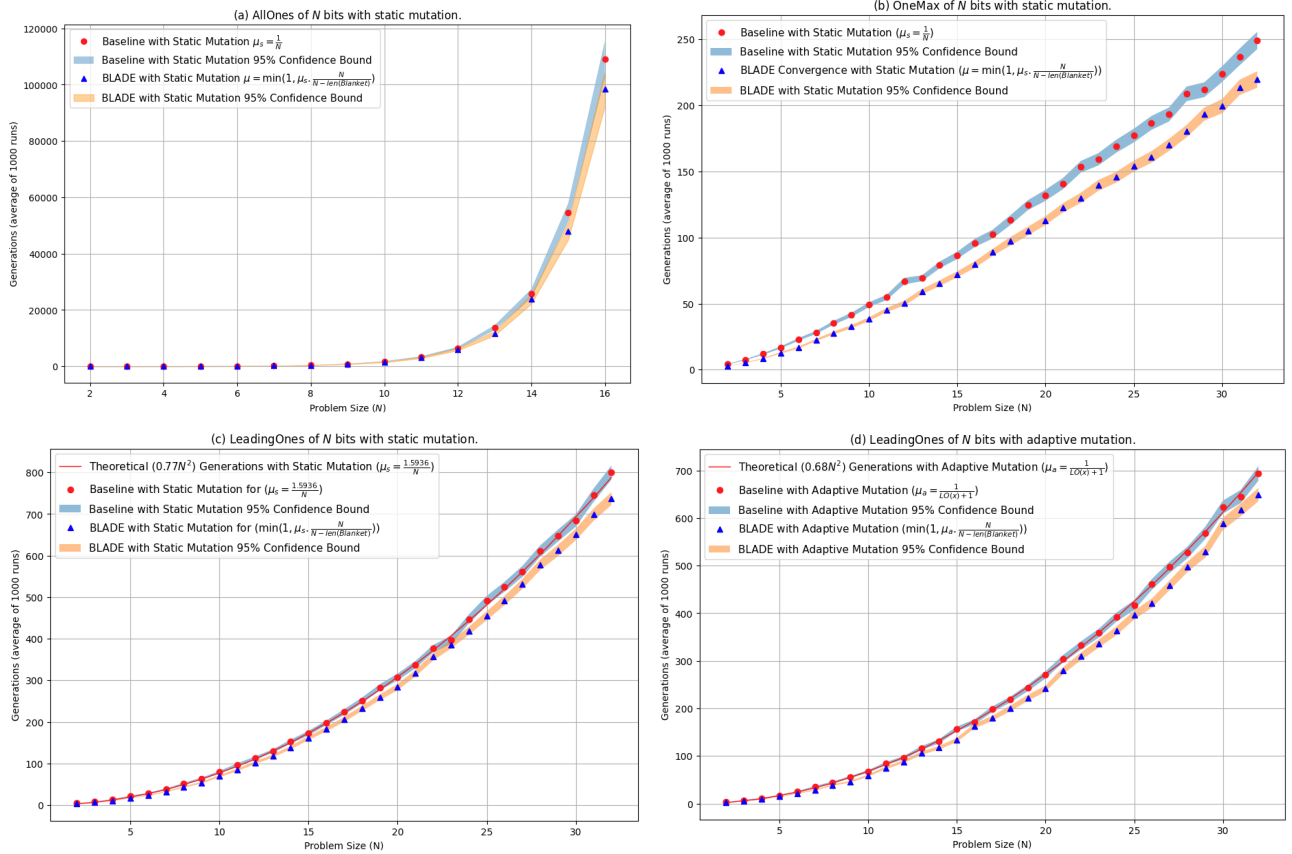 (a) AllOnes of N bits with static mutation.
120000
100000
80000
60000
40000
20000
0
Generations (average of 1000 runs)
Baseline with Static Mutation μ_s = 1/N
Baseline with Static Mutation 95% Confidence Bound
BLADE with Static Mutation μ = min(1, μ_s. N/(N−len(Blanket)))
BLADE with Static Mutation 95% Confidence Bound
2 4 6 8 10 12 14 16
Problem Size (N)
(b) OneMax of N bits with static mutation.
250
200
150
100
50
0
Generations (average of 1000 runs)
Baseline with Static Mutation (μ_s = 1/N)
Baseline with Static Mutation 95% Confidence Bound
BLADE Convergence with Static Mutation (μ = min(1, μ_s. N/(N−len(Blanket))))
BLADE with Static Mutation 95% Confidence Bound
5 10 15 20 25 30
Problem Size (N)
(c) LeadingOnes of N bits with static mutation.
800
700
600
500
400
300
200
100
0
Generations (average of 1000 runs)
Theoretical (0.77N²) Generations with Static Mutation (μ_s = 1.5936/N)
Baseline with Static Mutation for (μ_s = 1.5936/N)
Baseline with Static Mutation 95% Confidence Bound
BLADE with Static Mutation for (min(1, μ_s. N/(N−len(Blanket))))
BLADE with Static Mutation 95% Confidence Bound
5 10 15 20 25 30
Problem Size (N)
(d) LeadingOnes of N bits with adaptive mutation.
700
600
500
400
300
200
100
0
Generations (average of 1000 runs)
Theoretical (0.68N²) Generations with Adaptive Mutation (μ_a = 1/(LO(x)+1))
Baseline with Adaptive Mutation (μ_a = 1/(LO(x)+1))
Baseline with Adaptive Mutation 95% Confidence Bound
BLADE with Adaptive Mutation (min(1, μ_a. N/(N−len(Blanket))))
BLADE with Adaptive Mutation 95% Confidence Bound
5 10 15 20 25 30
Problem Size (N)